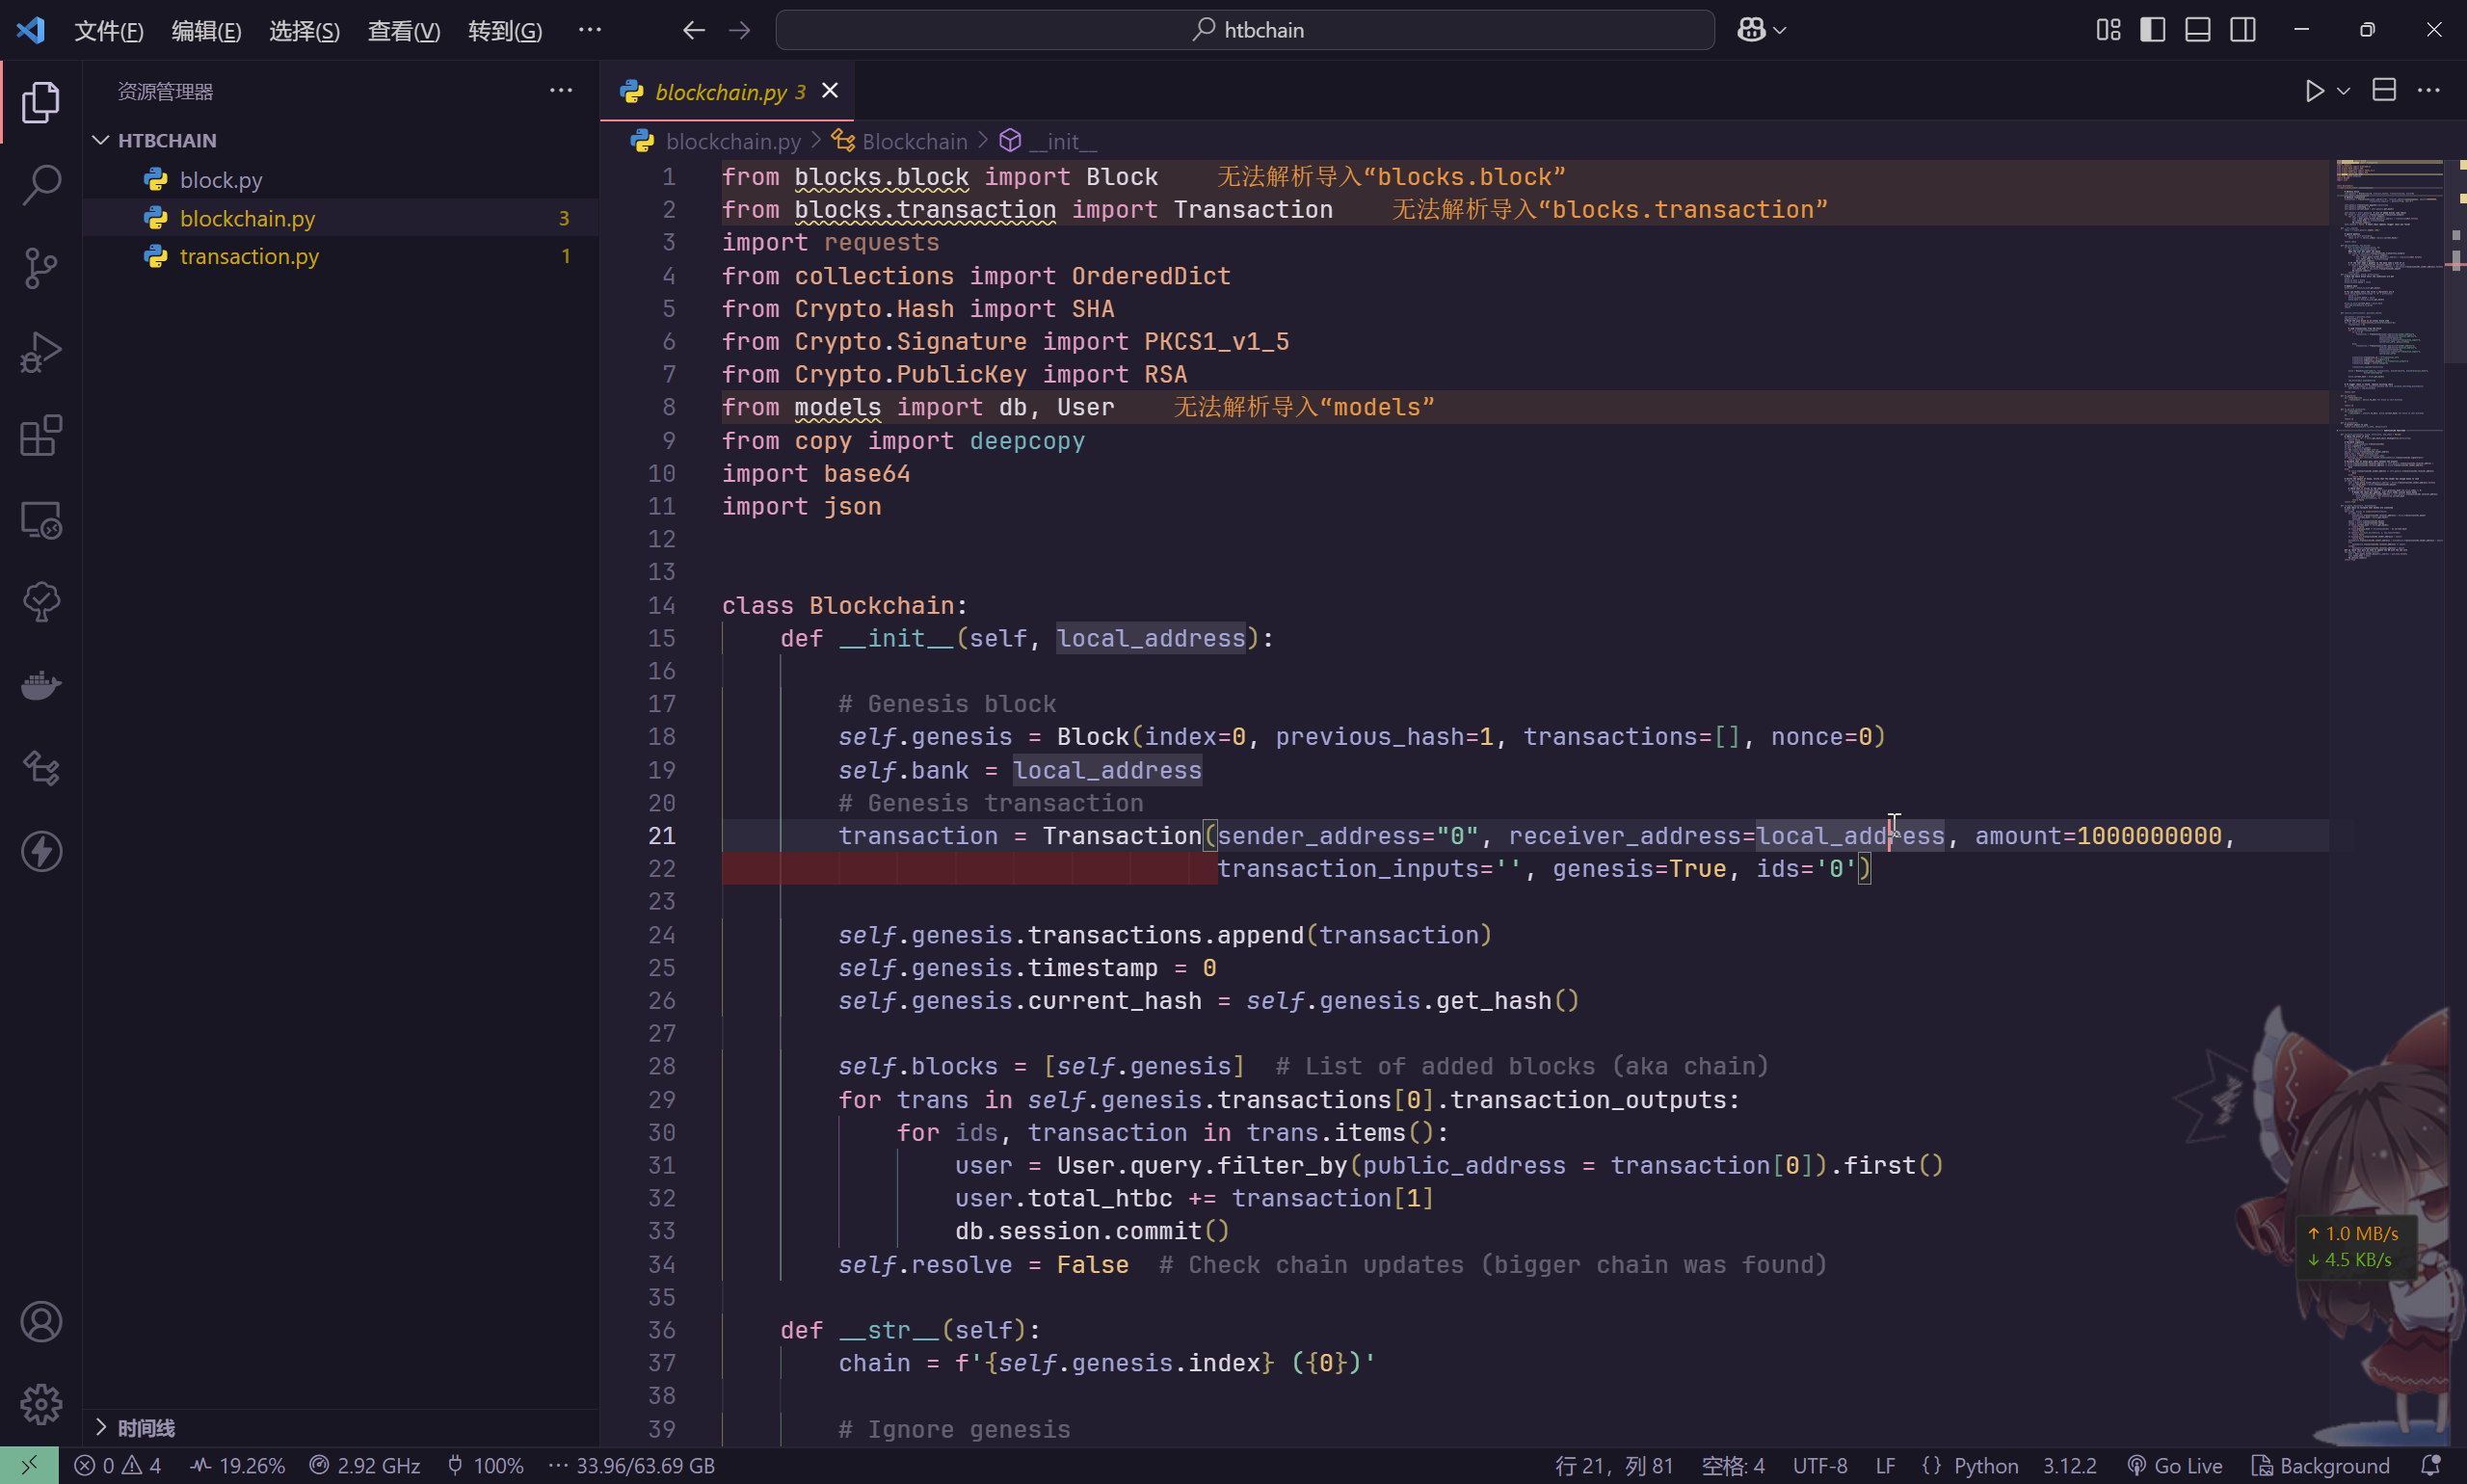 文件(F) 编辑(E) 选择(S) 查看(V) 转到(G) ··· htbchain
资源管理器 ···
HTBCHAIN
block.py
blockchain.py 3
transaction.py 1
时间线
blockchain.py 3
blockchain.py > Blockchain > __init__
1 from blocks.block import Block 无法解析导入“blocks.block”
2 from blocks.transaction import Transaction 无法解析导入“blocks.transaction”
3 import requests
4 from collections import OrderedDict
5 from Crypto.Hash import SHA
6 from Crypto.Signature import PKCS1_v1_5
7 from Crypto.PublicKey import RSA
8 from models import db, User 无法解析导入“models”
9 from copy import deepcopy
10 import base64
11 import json
12
13
14 class Blockchain:
15     def __init__(self, local_address):
16
17         # Genesis block
18         self.genesis = Block(index=0, previous_hash=1, transactions=[], nonce=0)
19         self.bank = local_address
20         # Genesis transaction
21         transaction = Transaction(sender_address="0", receiver_address=local_address, amount=1000000000,
22                                   transaction_inputs='', genesis=True, ids='0')
23
24         self.genesis.transactions.append(transaction)
25         self.genesis.timestamp = 0
26         self.genesis.current_hash = self.genesis.get_hash()
27
28         self.blocks = [self.genesis]  # List of added blocks (aka chain)
29         for trans in self.genesis.transactions[0].transaction_outputs:
30             for ids, transaction in trans.items():
31                 user = User.query.filter_by(public_address = transaction[0]).first()
32                 user.total_htbc += transaction[1]
33                 db.session.commit()
34         self.resolve = False  # Check chain updates (bigger chain was found)
35
36     def __str__(self):
37         chain = f'{self.genesis.index} ({0})'
38
39         # Ignore genesis
↑ 1.0 MB/s
↓ 4.5 KB/s
0 4 19.26% 2.92 GHz 100% ··· 33.96/63.69 GB 行 21，列 81 空格: 4 UTF-8 LF {} Python 3.12.2 Go Live Background